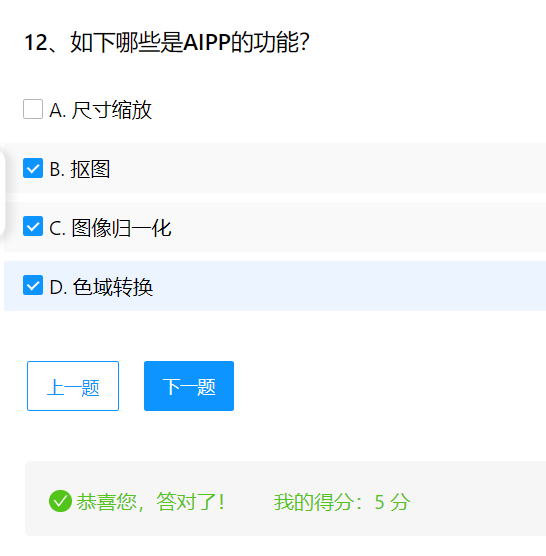 12、如下哪些是AIPP的功能？
A. 尺寸缩放
B. 抠图
C. 图像归一化
D. 色域转换
上一题 下一题
恭喜您，答对了！ 我的得分：5 分